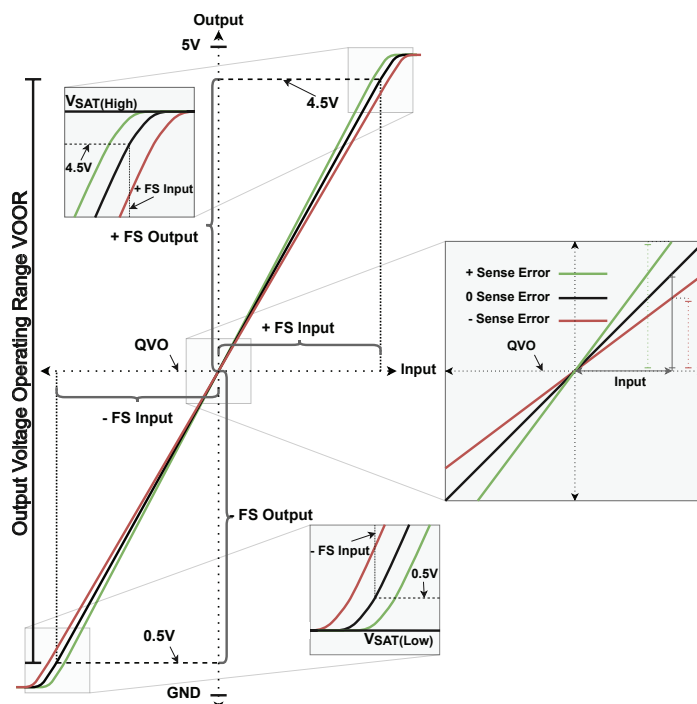 Output
5V
VSAT(High)
4.5V
+ FS Input
4.5V
+ FS Output
Output Voltage Operating Range VOOR
+ Sense Error
0 Sense Error
- Sense Error
QVO
Input
+ FS Input
QVO
Input
- FS Input
- FS Output
- FS Input
0.5V
VSAT(Low)
0.5V
GND